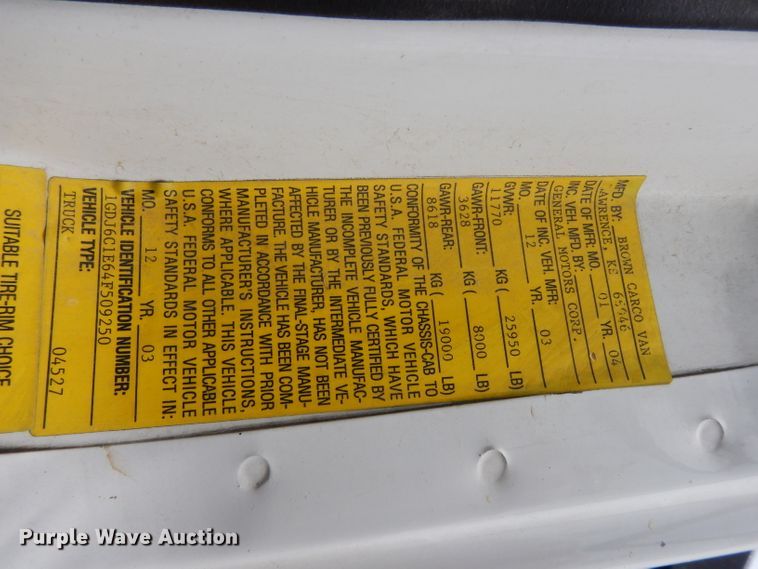 MFD BY: BROWN CARGO VAN
LAWRENCE, KS 66046
DATE OF MFR: MO. 01 YR. 04
INC. VEH. MFD BY:
GENERAL MOTORS CORP.
DATE OF INC. VEH. MFR:
MO. 12 YR. 03
GVWR:
11770 KG ( 25950 LB)
GAWR-FRONT:
3628 KG ( 8000 LB)
GAWR-REAR:
8618 KG ( 19000 LB)
CONFORMITY OF THE CHASSIS-CAB TO
U.S.A. FEDERAL MOTOR VEHICLE
SAFETY STANDARDS, WHICH HAVE
BEEN PREVIOUSLY FULLY CERTIFIED BY
THE INCOMPLETE VEHICLE MANUFAC-
TURER OR BY THE INTERMEDIATE VE-
HICLE MANUFACTURER, HAS NOT BEEN
AFFECTED BY THE FINAL-STAGE MANU-
FACTURE. THE VEHICLE HAS BEEN COM-
PLETED IN ACCORDANCE WITH PRIOR
MANUFACTURER'S INSTRUCTIONS,
WHERE APPLICABLE. THIS VEHICLE
CONFORMS TO ALL OTHER APPLICABLE
U.S.A. FEDERAL MOTOR VEHICLE
SAFETY STANDARDS IN EFFECT IN:
MO. 12 YR. 03
VEHICLE IDENTIFICATION NUMBER:
1GDJ6C1E64F509250
VEHICLE TYPE:
TRUCK 04527
SUITABLE TIRE-RIM CHOICE
Purple Wave Auction